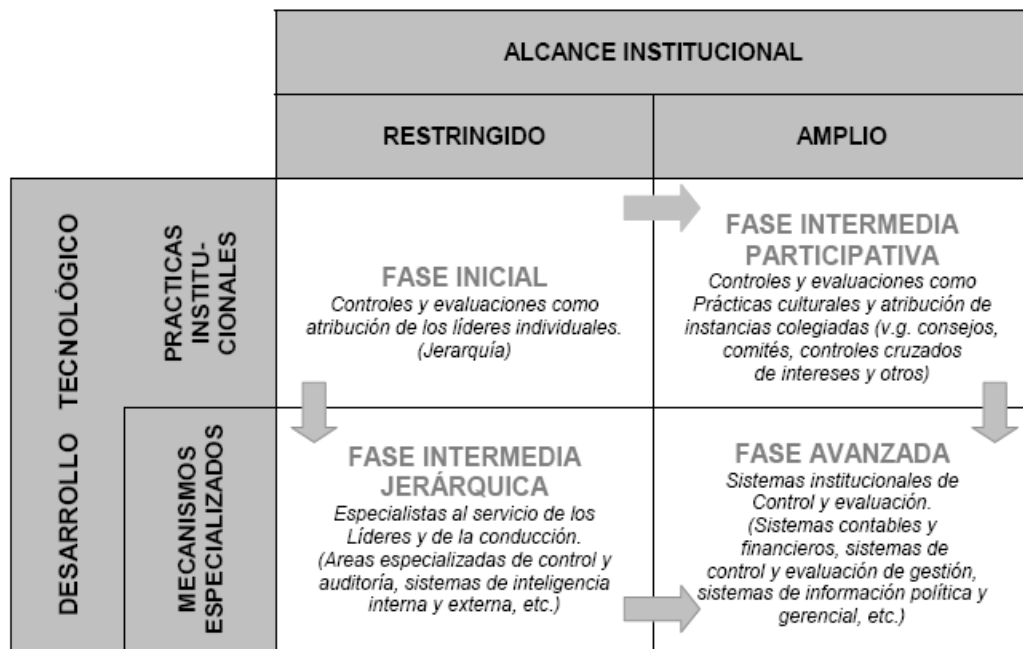 ALCANCE INSTITUCIONAL
RESTRINGIDO
AMPLIO
DESARROLLO TECNOLÓGICO
PRACTICAS
INSTITU-
CIONALES
FASE INICIAL
Controles y evaluaciones como
atribución de los líderes individuales.
(Jerarquía)
FASE INTERMEDIA
PARTICIPATIVA
Controles y evaluaciones como
Prácticas culturales y atribución de
instancias colegiadas (v.g. consejos,
comités, controles cruzados
de intereses y otros)
MECANISMOS
ESPECIALIZADOS
FASE INTERMEDIA
JERÁRQUICA
Especialistas al servicio de los
Líderes y de la conducción.
(Areas especializadas de control y
auditoría, sistemas de inteligencia
interna y externa, etc.)
FASE AVANZADA
Sistemas institucionales de
Control y evaluación.
(Sistemas contables y
financieros, sistemas de
control y evaluación de gestión,
sistemas de información política y
gerencial, etc.)